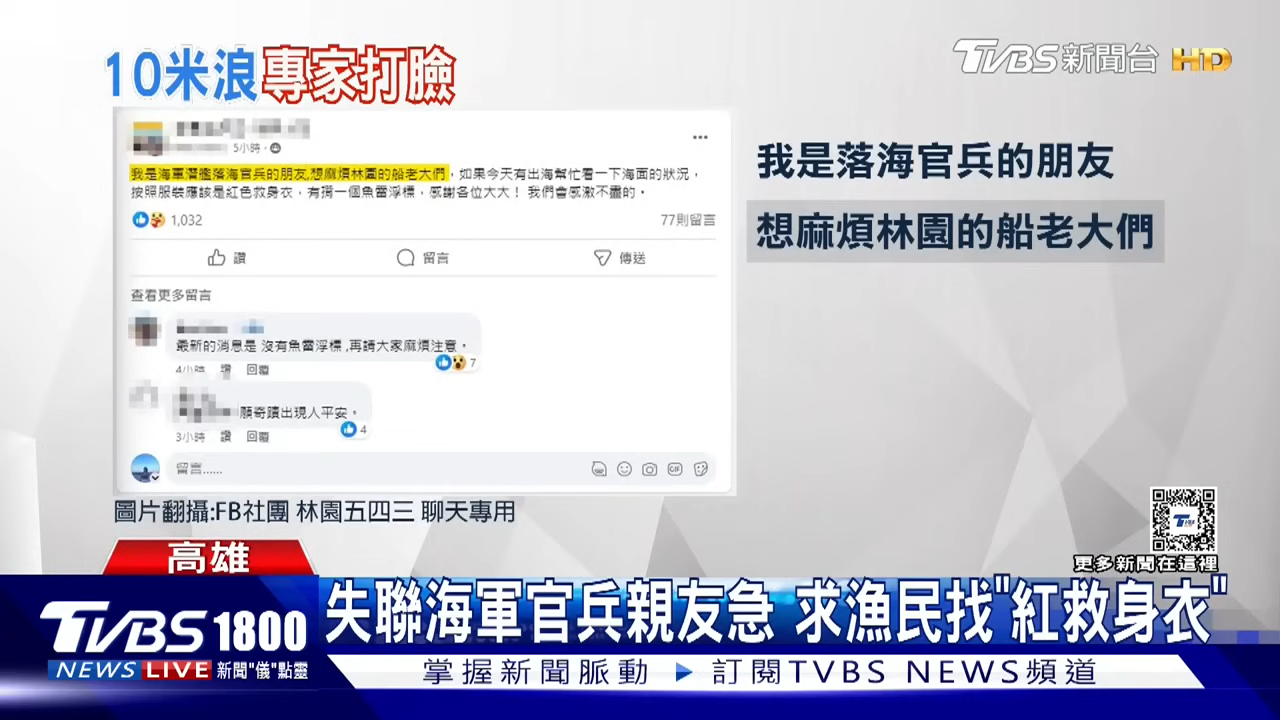 10米浪專家打臉
TVBS新聞台 HD
5小時
我是海軍潛艦落海官兵的朋友,想麻煩林園的船老大們,如果今天有出海幫忙看一下海面的狀況,
按照服裝應該是紅色救身衣,有揹一個魚雷浮標,感謝各位大大! 我們會感激不盡的。
1,032
77則留言
讚 留言 傳送
查看更多留言
最新的消息是 沒有魚雷浮標 ,再請大家麻煩注意。
7
4小時 讚 回覆
願奇蹟出現人平安。
4
3小時 讚 回覆
留言......
GIF
我是落海官兵的朋友
想麻煩林園的船老大們
圖片翻攝:FB社團 林園五四三 聊天專用
更多新聞在這裡
高雄
失聯海軍官兵親友急 求漁民找"紅救身衣"
TVBS 1800
NEWS LIVE 新聞"儀"點靈
掌握新聞脈動 ▶ 訂閱TVBS NEWS頻道